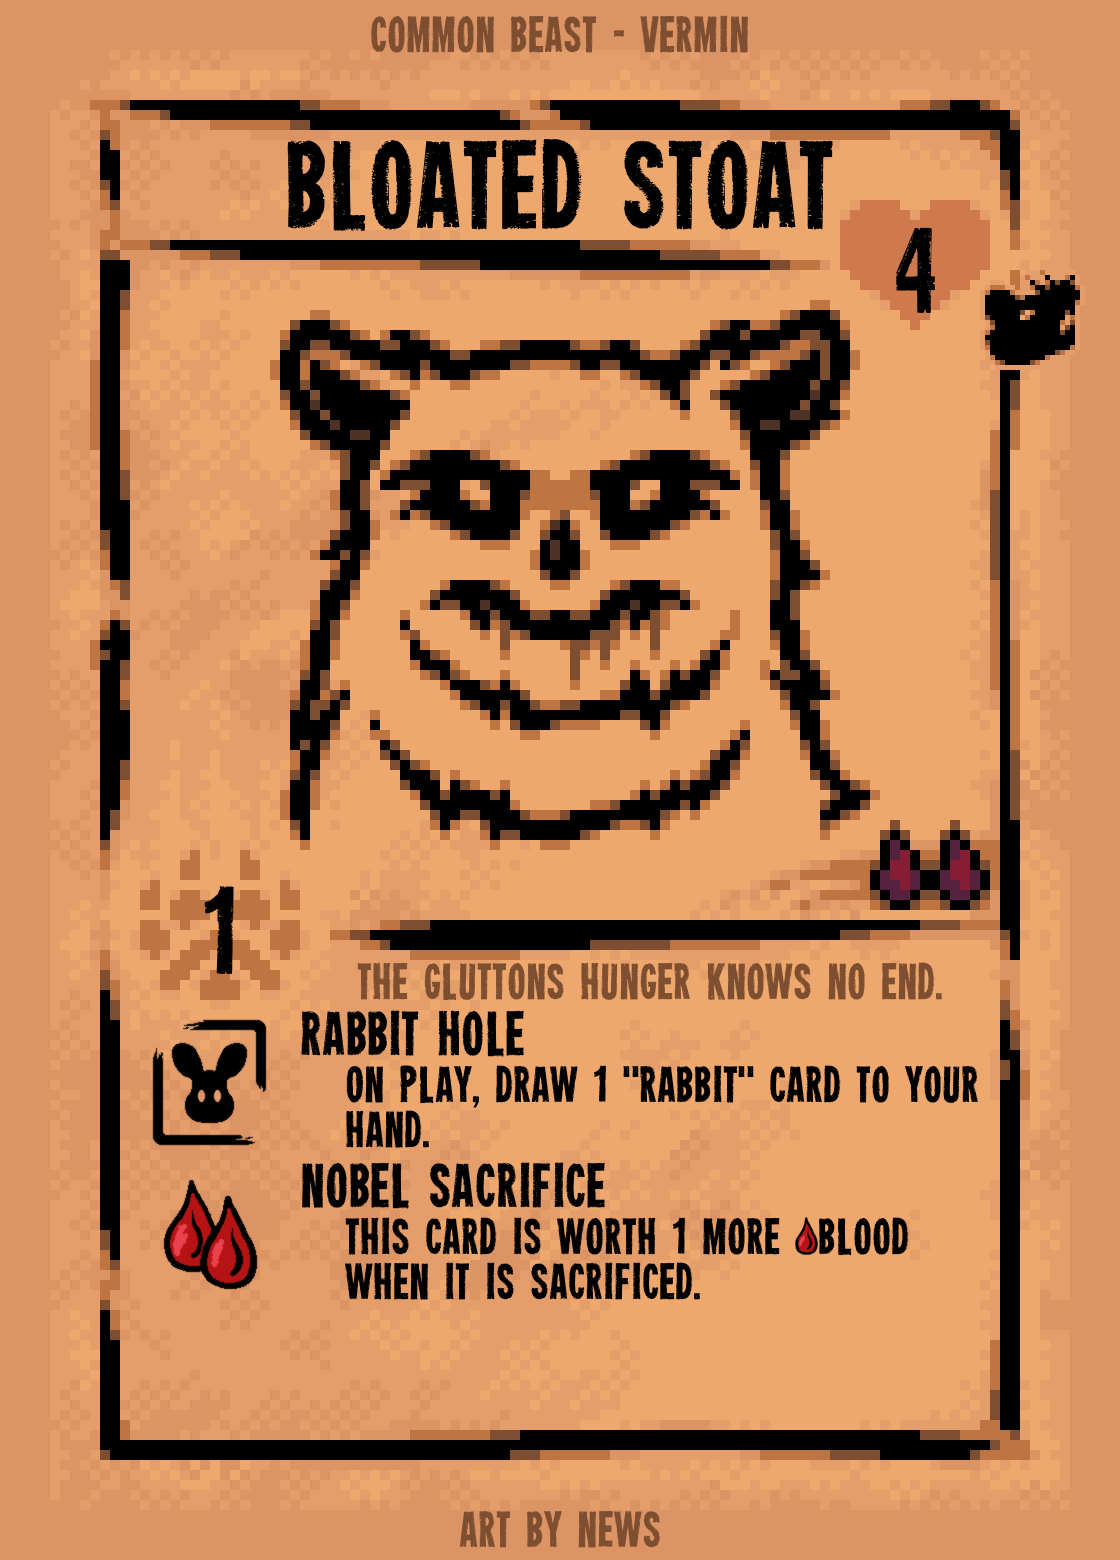 COMMON BEAST - VERMIN
BLOATED STOAT
4
1
THE GLUTTONS HUNGER KNOWS NO END.
RABBIT HOLE
ON PLAY, DRAW 1 "RABBIT" CARD TO YOUR
HAND.
NOBEL SACRIFICE
THIS CARD IS WORTH 1 MORE BLOOD
WHEN IT IS SACRIFICED.
ART BY NEWS